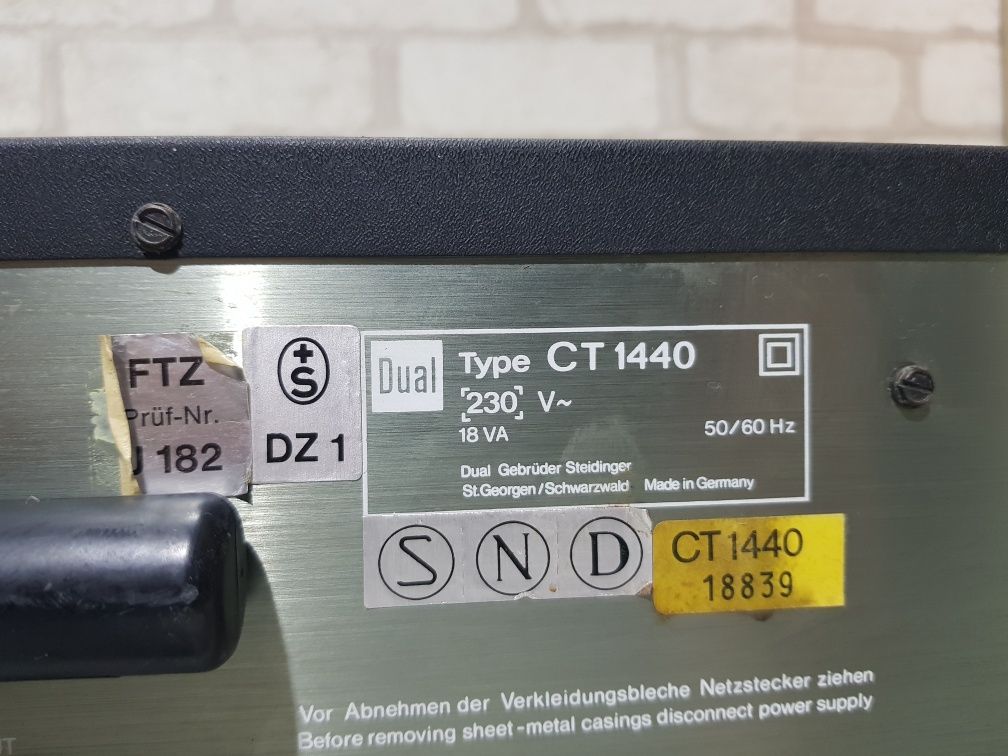 FTZ
Prüf-Nr.
J 182
+S
DZ 1
Dual
Type CT 1440
[230] V~
18 VA
50/60 Hz
Dual Gebrüder Steidinger
St.Georgen/Schwarzwald Made in Germany
S N D
CT 1440
18839
Vor Abnehmen der Verkleidungsbleche Netzstecker ziehen
Before removing sheet-metal casings disconnect power supply